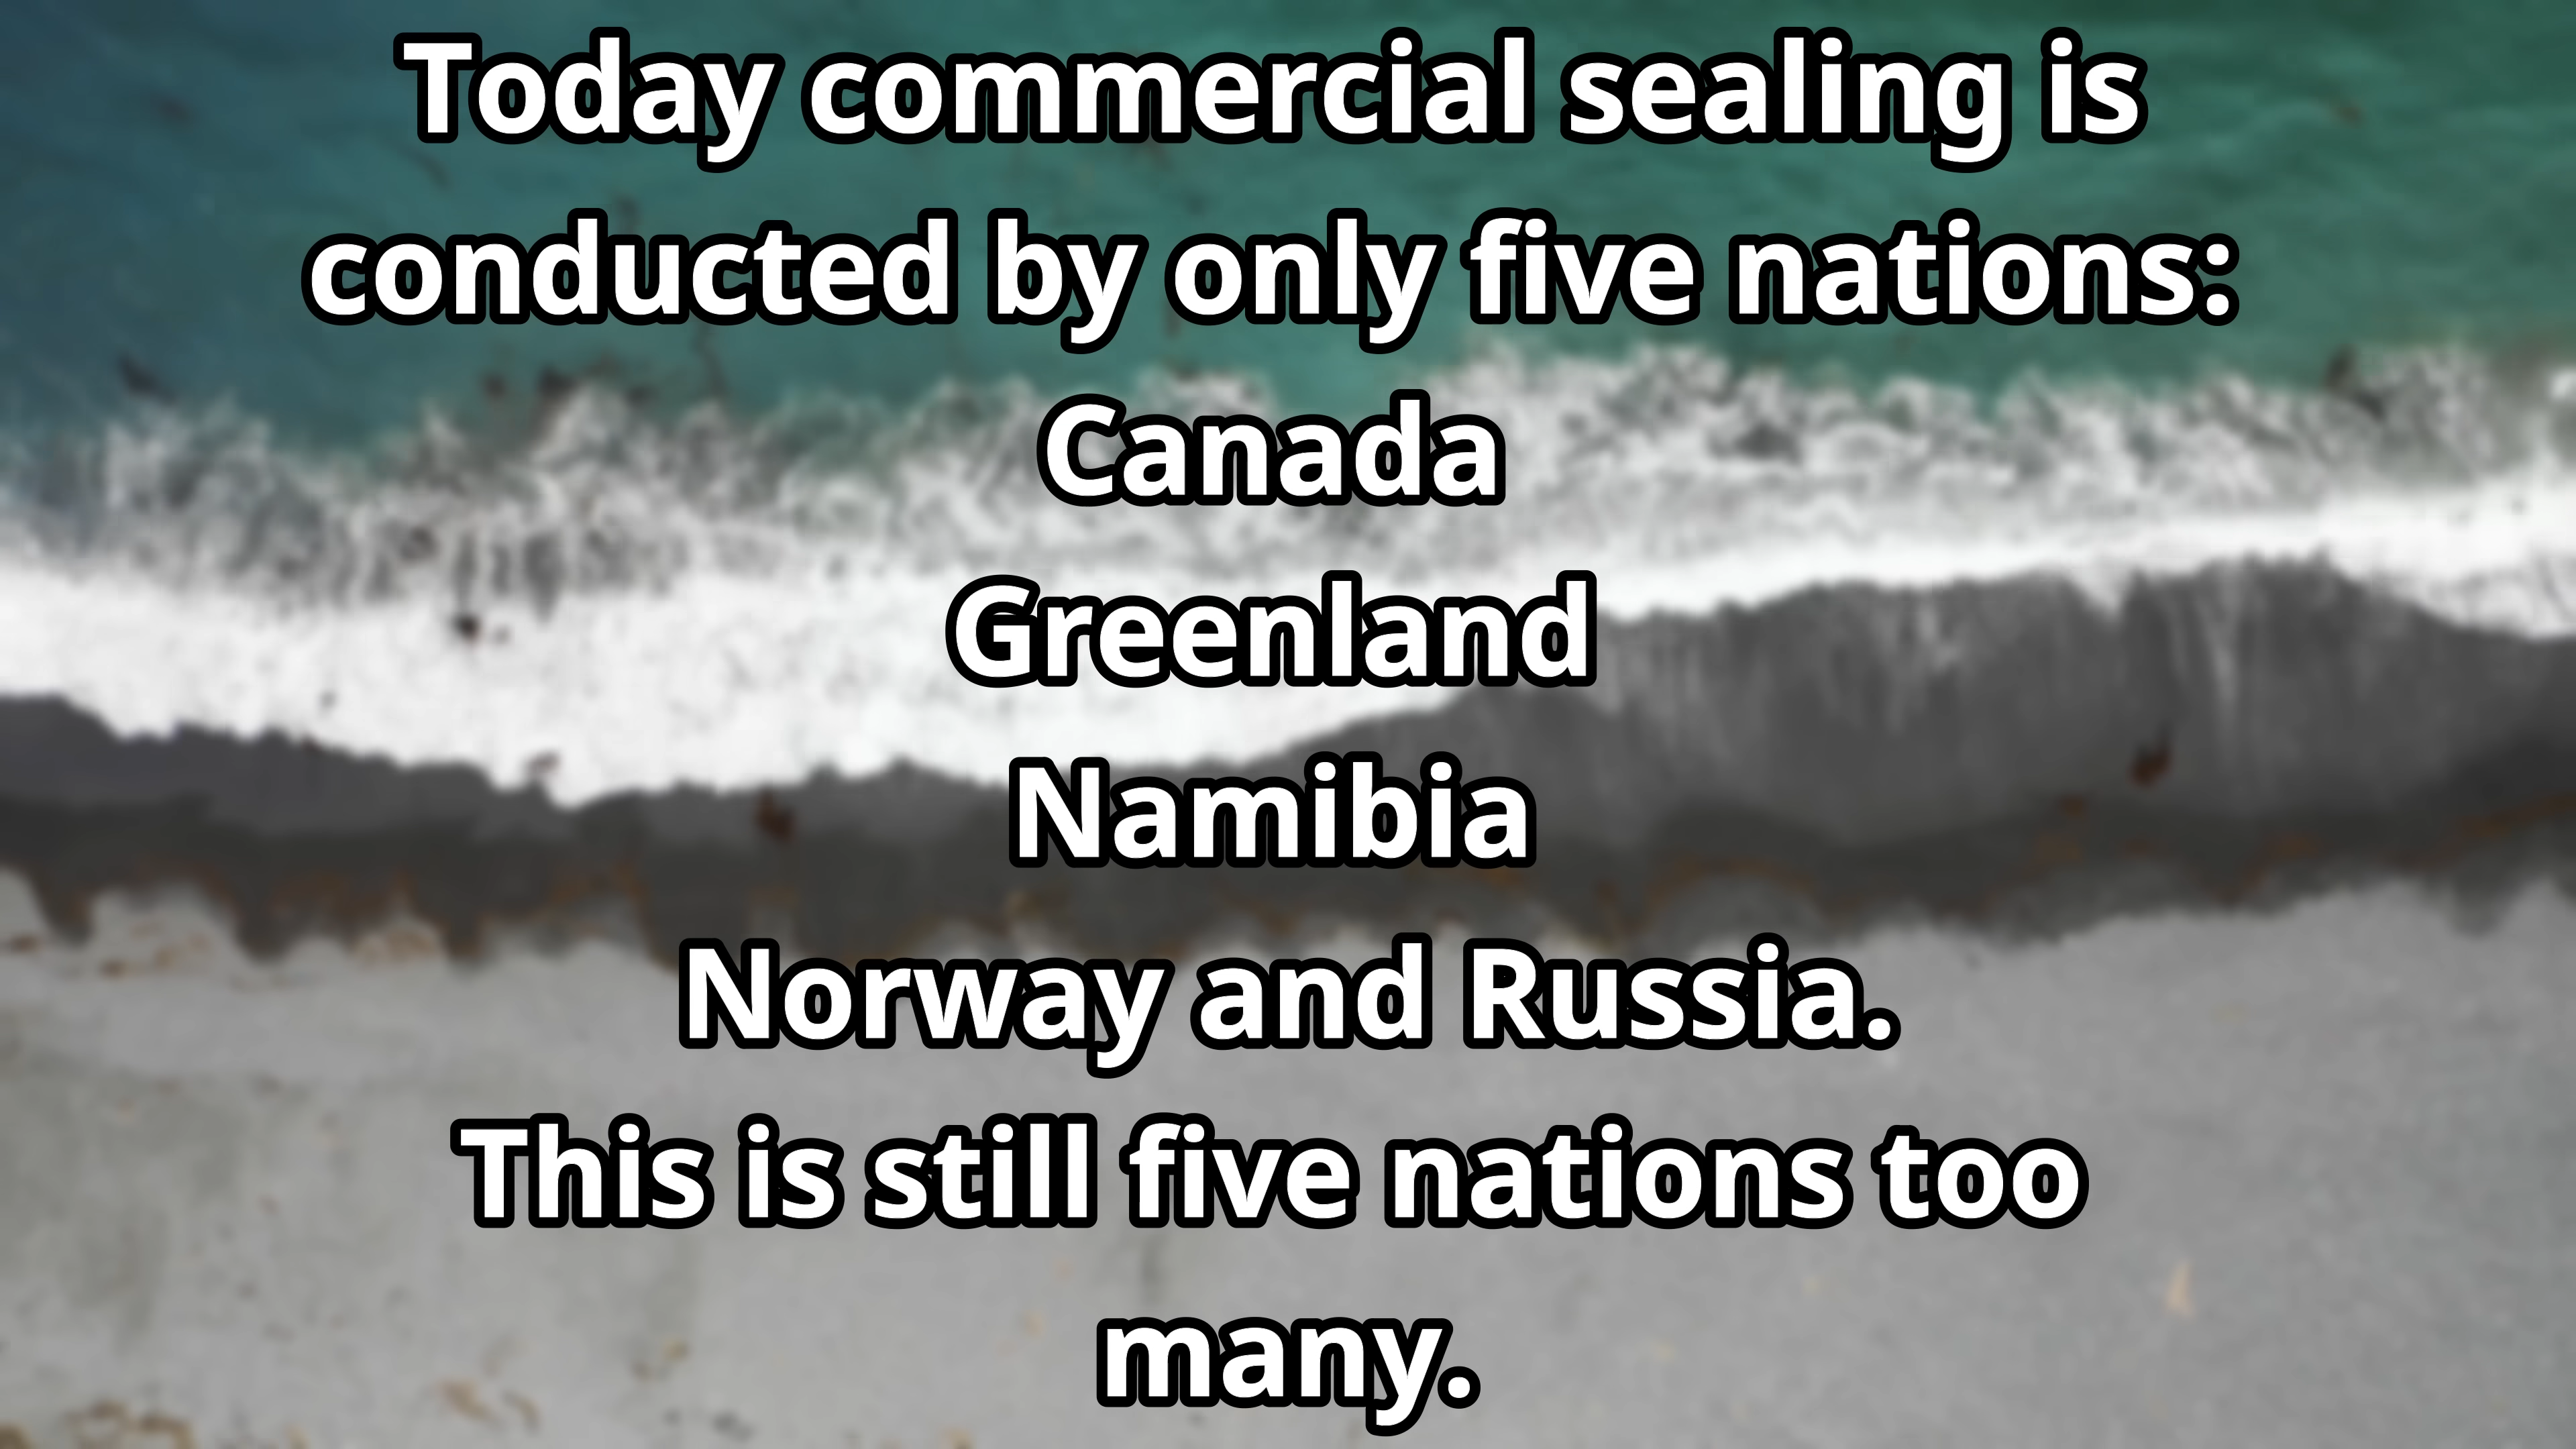 Today commercial sealing is
conducted by only five nations:
Canada
Greenland
Namibia
Norway and Russia.
This is still five nations too
many.